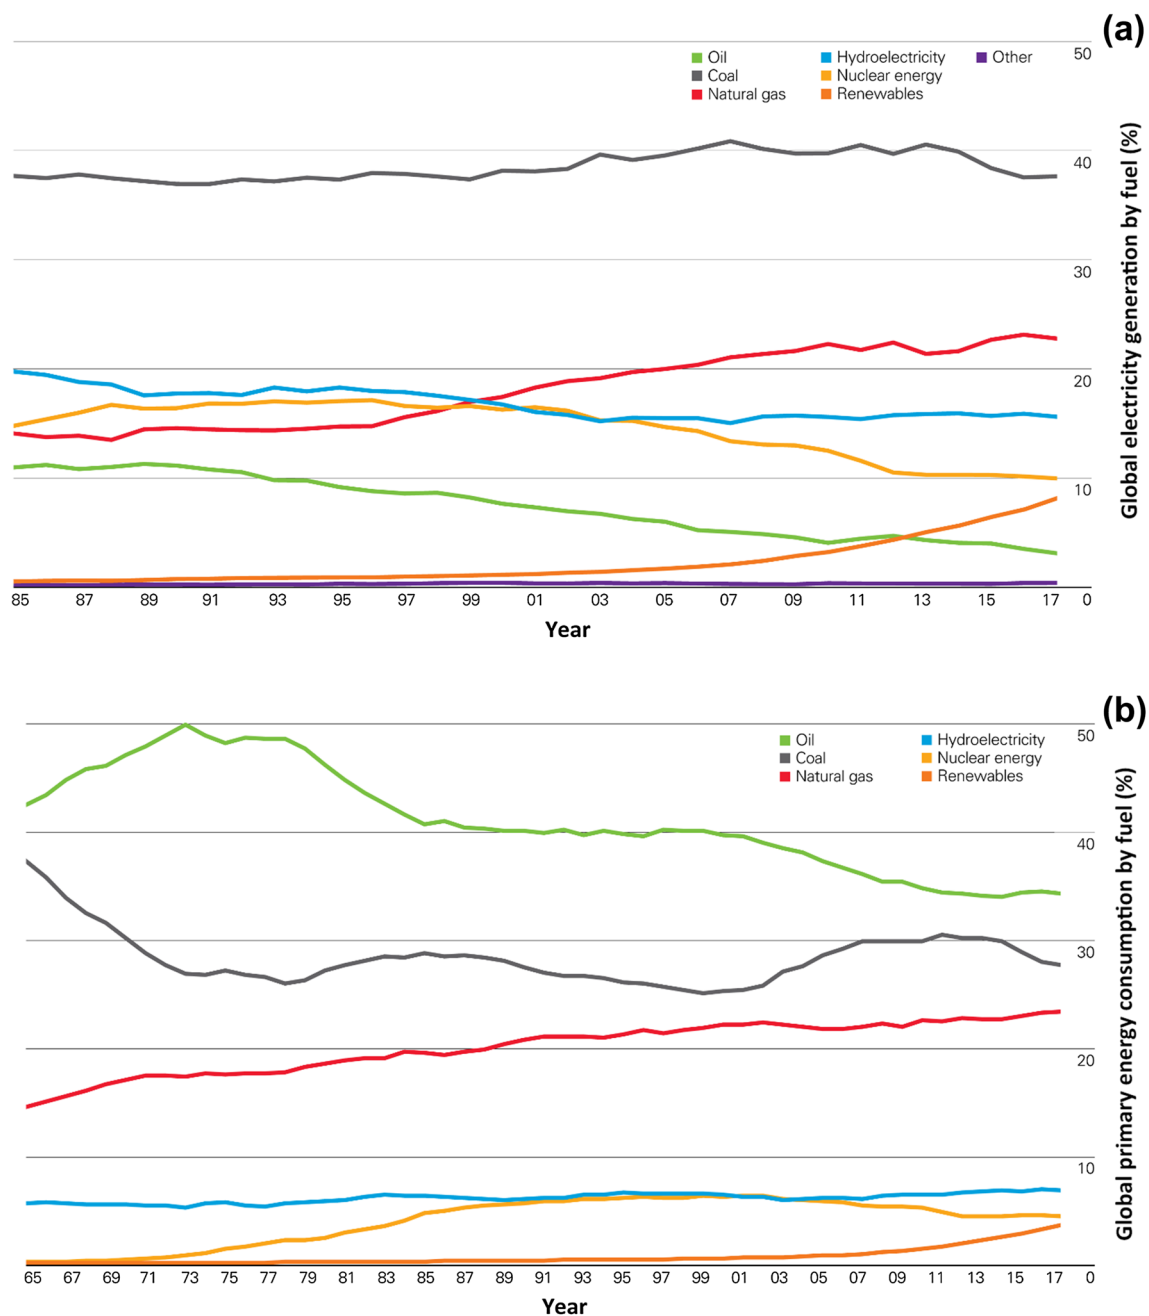 (a)
50
Oil Hydroelectricity Other
Coal Nuclear energy
Natural gas Renewables
40
30
20
10
0
Global electricity generation by fuel (%)
85 87 89 91 93 95 97 99 01 03 05 07 09 11 13 15 17
Year
(b)
50
Oil Hydroelectricity
Coal Nuclear energy
Natural gas Renewables
40
30
20
10
0
Global primary energy consumption by fuel (%)
65 67 69 71 73 75 77 79 81 83 85 87 89 91 93 95 97 99 01 03 05 07 09 11 13 15 17
Year